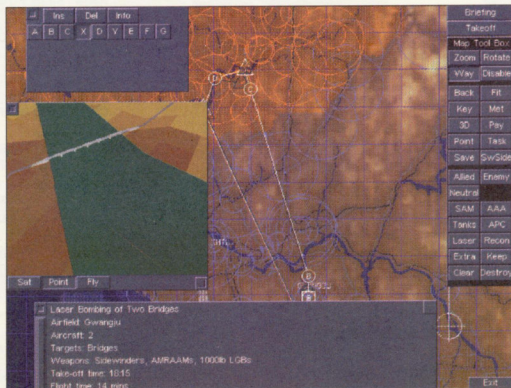 Ins Del Info
A B C X D Y E F G
D
C
B
Sat Point Fly
Laser Bombing of Two Bridges
Airfield: Gwangju
Aircraft: 2
Targets: Bridges
Weapons: Sidewinders, AMRAAMs, 1000lb LGBs
Take-off time: 18:15
Flight time: 14 mins
Briefing
Takeoff
Map Tool Box
Zoom Rotate
Way Disable
Back Fit
Key Met
3D Pay
Point Task
Save SwSide
Allied Enemy
Neutral
SAM AAA
Tanks APC
Laser Recon
Extra Keep
Clear Destroy
Exit